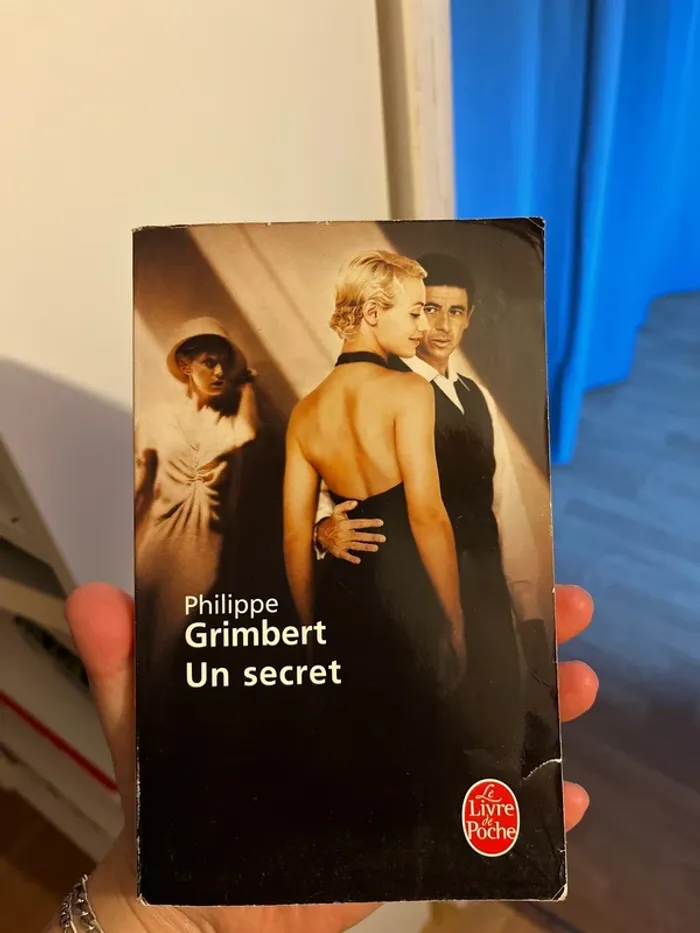 Philippe
Grimbert
Un secret
Le
Livre
de
Poche